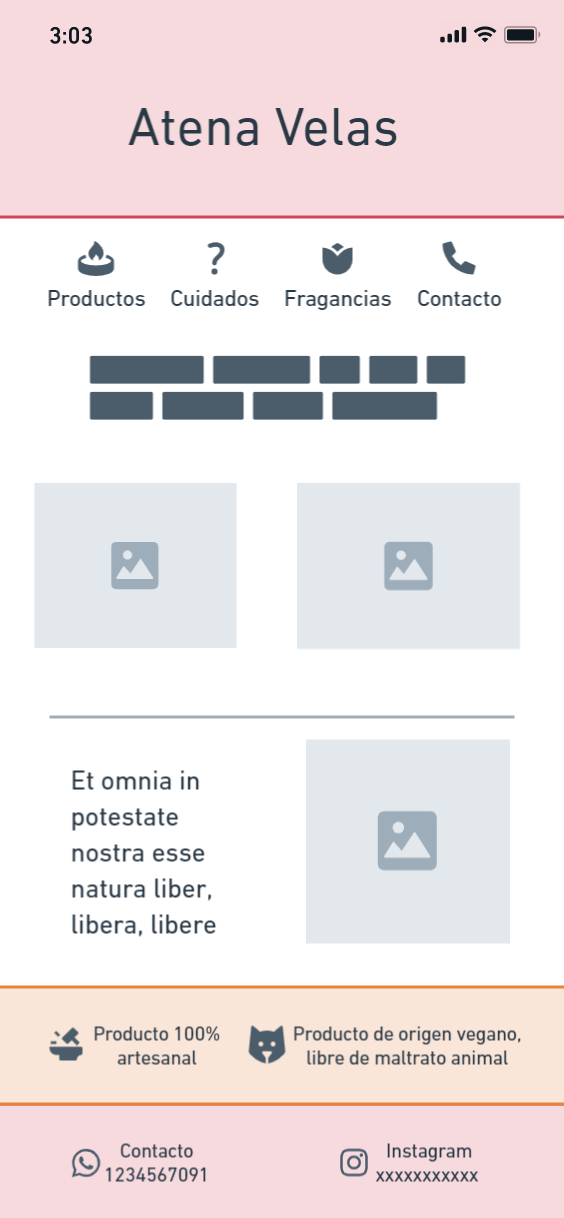 3:03
Atena Velas
Productos Cuidados Fragancias Contacto
Et omnia in
potestate
nostra esse
natura liber,
libera, libere
Producto 100%
artesanal
Producto de origen vegano,
libre de maltrato animal
Contacto
1234567091
Instagram
xxxxxxxxxxx